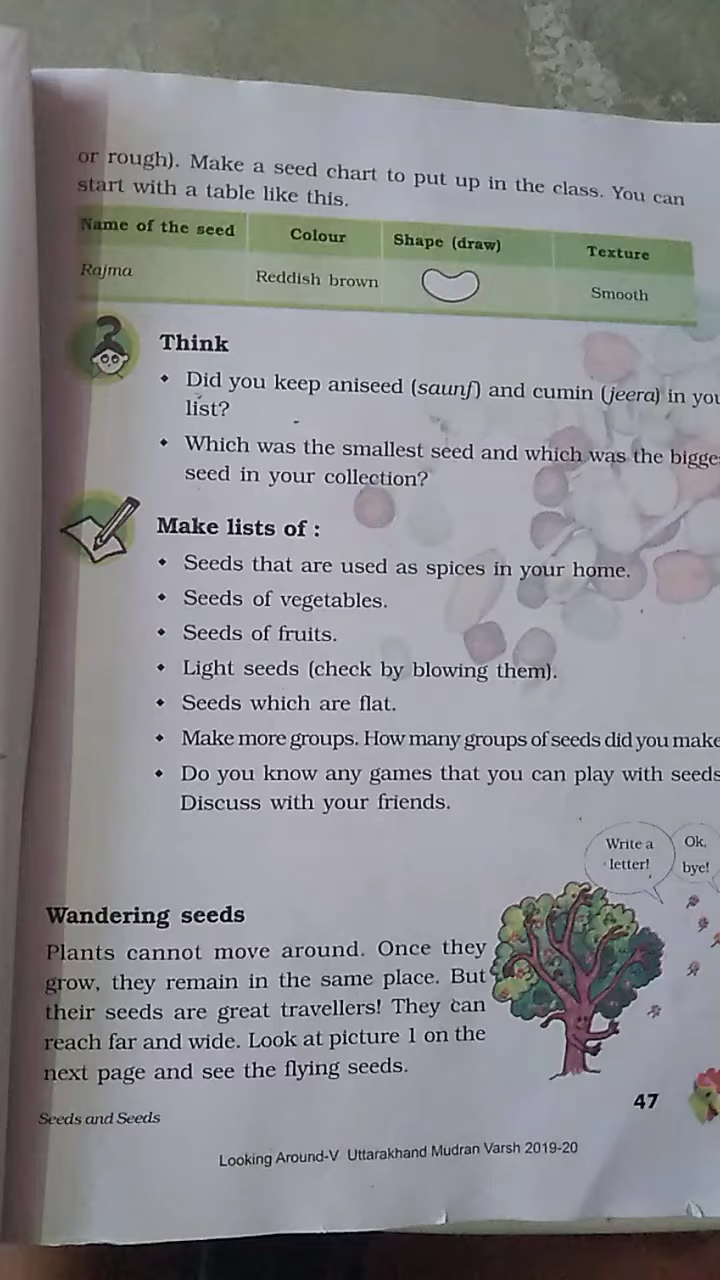 or rough). Make a seed chart to put up in the class. You can
start with a table like this.
Name of the seed Colour Shape (draw) Texture
Rajma Reddish brown Smooth
Think
• Did you keep aniseed (saunf) and cumin (jeera) in
list?
• Which was the smallest seed and which was the
seed in your collection?
Make lists of :
• Seeds that are used as spices in your home.
• Seeds of vegetables.
• Seeds of fruits.
• Light seeds (check by blowing them).
• Seeds which are flat.
• Make more groups. How many groups of seeds did you make
• Do you know any games that you can play with seeds
Discuss with your friends.
Write a
letter!
Ok,
bye!
Wandering seeds
Plants cannot move around. Once they
grow, they remain in the same place. But
their seeds are great travellers! They can
reach far and wide. Look at picture 1 on the
next page and see the flying seeds.
47
Seeds and Seeds
Looking Around-V Uttarakhand Mudran Varsh 2019-20